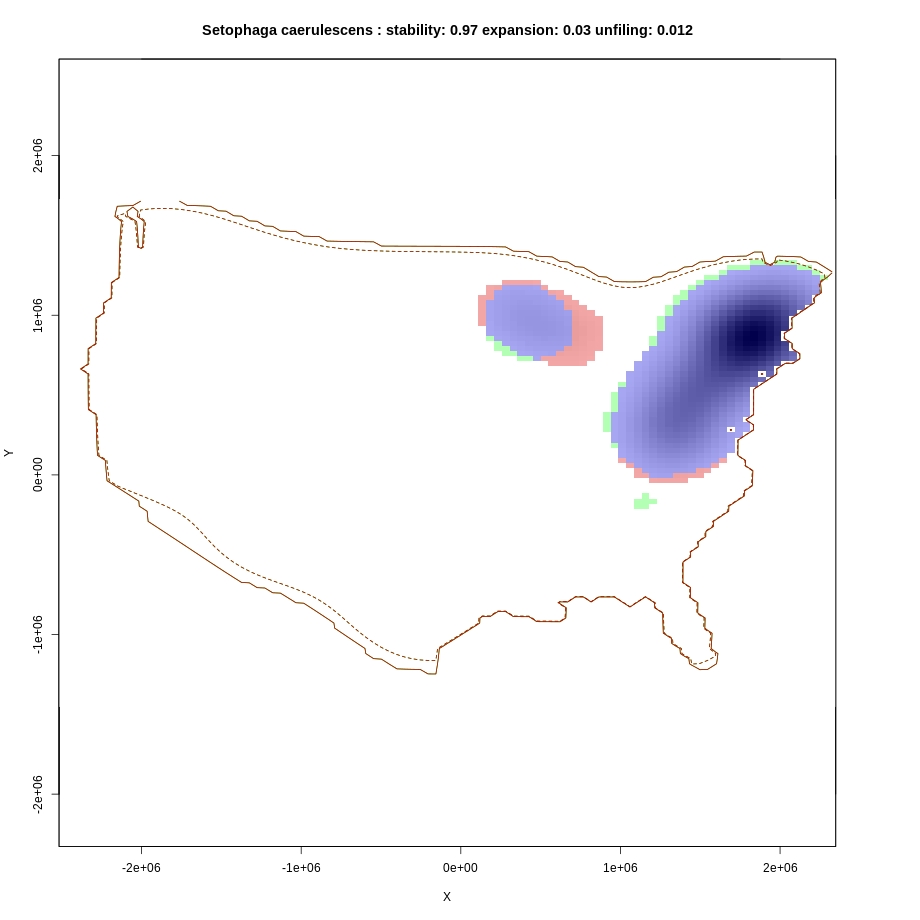 Setophaga caerulescens : stability: 0.97 expansion: 0.03 unfiling: 0.012
2e+06
1e+06
Y
0e+00
-1e+06
-2e+06
-2e+06 -1e+06 0e+00 1e+06 2e+06
X